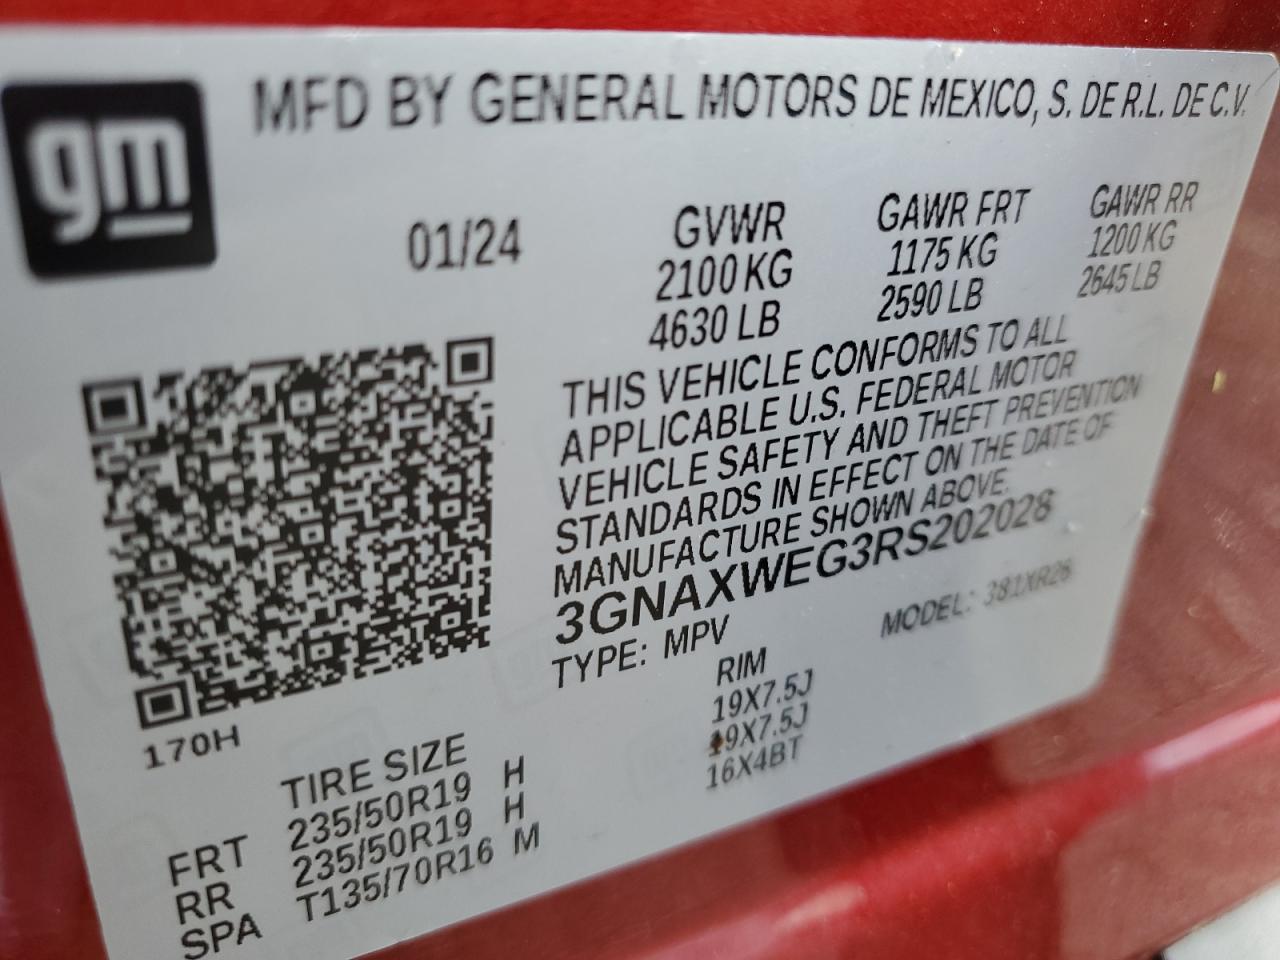 gm
MFD BY GENERAL MOTORS DE MEXICO, S. DE R.L. DE C.V.
01/24
GVWR GAWR FRT GAWR RR
2100 KG 1175 KG 1200 KG
4630 LB 2590 LB 2645 LB
THIS VEHICLE CONFORMS TO ALL
APPLICABLE U.S. FEDERAL MOTOR
VEHICLE SAFETY AND THEFT PREVENTION
STANDARDS IN EFFECT ON THE DATE OF
MANUFACTURE SHOWN ABOVE.
3GNAXWEG3RS202028
TYPE: MPV MODEL: 381XR26
170H
TIRE SIZE RIM
FRT 235/50R19 H 19X7.5J
RR 235/50R19 H 19X7.5J
SPA T135/70R16 M 16X4BT